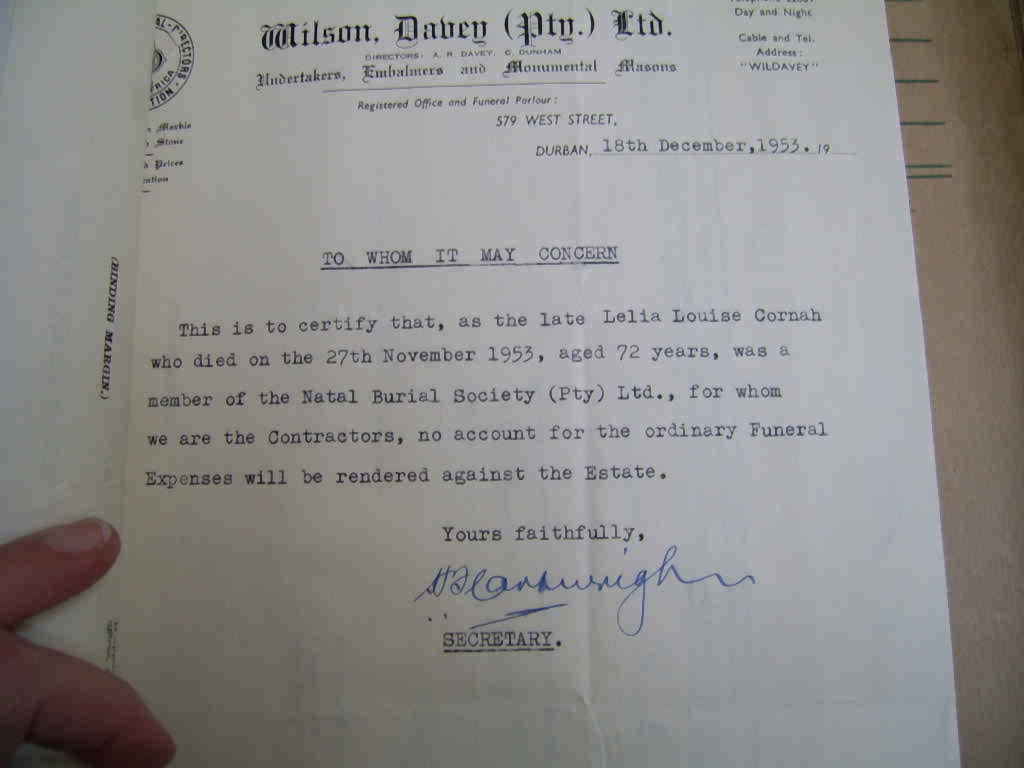 Wilson, Davey (Pty.) Ltd.
DIRECTORS: A. R. DAVEY, C. DUNHAM
Undertakers, Embalmers and Monumental Masons
Day and Night
Cable and Tel.
Address:
"WILDAVEY"
Marble
Stone
Prices
Registered Office and Funeral Parlour:
579 WEST STREET,
DURBAN, 18th December, 1953. 19
TO WHOM IT MAY CONCERN
This is to certify that, as the late Lelia Louise Cornah
who died on the 27th November 1953, aged 72 years, was a
member of the Natal Burial Society (Pty) Ltd., for whom
we are the Contractors, no account for the ordinary Funeral
Expenses will be rendered against the Estate.
Yours faithfully,
SECRETARY.
(BINDING MARGIN.)